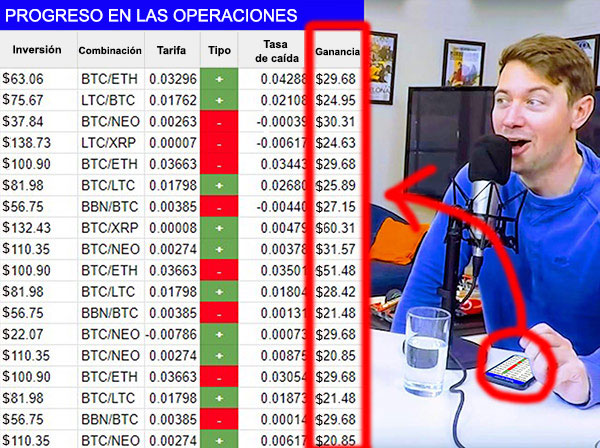 PROGRESO EN LAS OPERACIONES
Inversión Combinación Tarifa Tipo Tasa de caída Ganancia
$63.06 BTC/ETH 0.03296 + 0.04288 $29.68
$75.67 LTC/BTC 0.01762 + 0.02108 $24.95
$37.84 BTC/NEO 0.00263 - -0.00039 $30.31
$138.73 LTC/XRP 0.00007 - -0.00617 $24.63
$100.90 BTC/ETH 0.03663 - 0.03443 $29.68
$81.98 BTC/LTC 0.01798 + 0.02680 $25.89
$56.75 BBN/BTC 0.00385 - -0.00440 $27.15
$132.43 BTC/XRP 0.00008 + 0.00479 $60.31
$110.35 BTC/NEO 0.00274 + 0.00378 $31.57
$100.90 BTC/ETH 0.03663 - 0.03501 $51.48
$81.98 BTC/LTC 0.01798 + 0.01804 $28.42
$56.75 BBN/BTC 0.00385 - 0.00131 $21.48
$22.07 BTC/NEO -0.00786 + 0.00073 $29.68
$110.35 BTC/NEO 0.00274 + 0.00875 $20.85
$100.90 BTC/ETH 0.03663 - 0.03054 $29.68
$81.98 BTC/LTC 0.01798 + 0.01873 $21.48
$56.75 BBN/BTC 0.00385 - 0.00014 $29.68
$110.35 BTC/NEO 0.00274 + 0.00617 $20.85